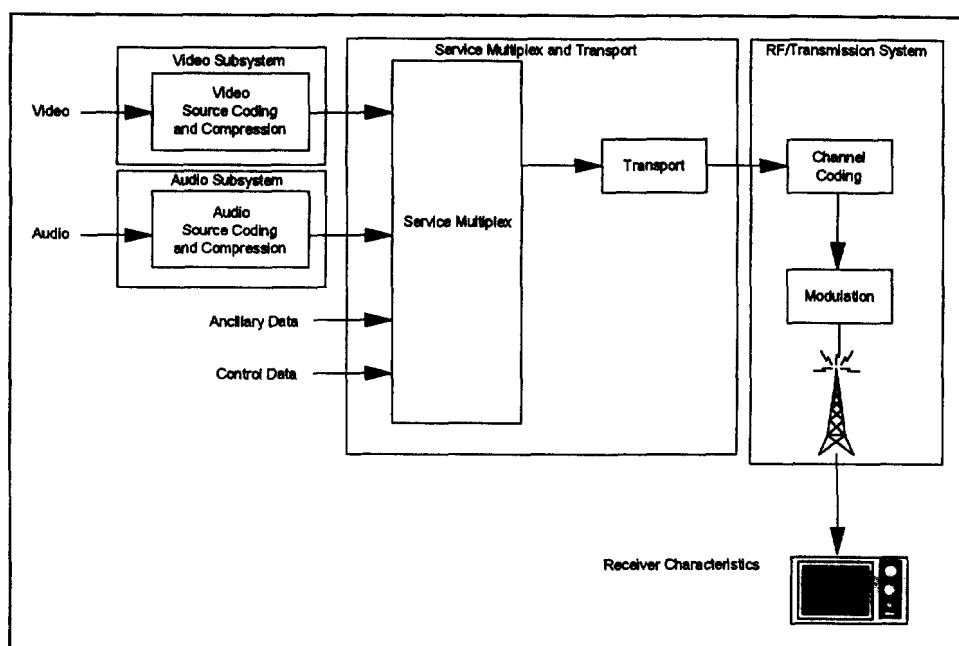 Service Multiplex and Transport
RF/Transmission System
Video Subsystem
Video
Video
Source Coding
and Compression
Audio Subsystem
Audio
Audio
Source Coding
and Compression
Service Multiplex
Transport
Channel
Coding
Modulation
Ancillary Data
Control Data
Receiver Characteristics